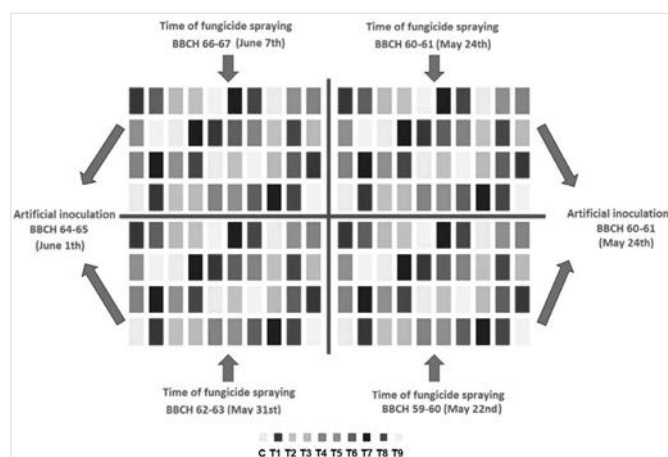 Time of fungicide spraying
BBCH 66-67 (June 7th)
Time of fungicide spraying
BBCH 60-61 (May 24th)
Artificial inoculation
BBCH 64-65
(June 1th)
Artificial inoculation
BBCH 60-61
(May 24th)
Time of fungicide spraying
BBCH 62-63 (May 31st)
Time of fungicide spraying
BBCH 59-60 (May 22nd)
C T1 T2 T3 T4 T5 T6 T7 T8 T9